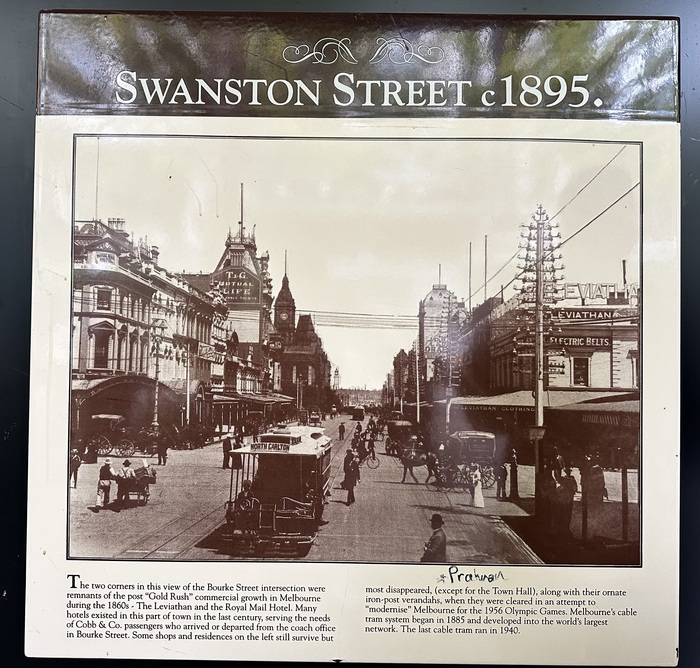 SWANSTON STREET c1895.
T&G.
MUTUAL
LIFE
LEVIATHA
LEVIATHAN
ELECTRIC BELTS
LEVIATHAN CLOTHING
NORTH CARLTON
The two corners in this view of the Bourke Street intersection were
remnants of the post "Gold Rush" commercial growth in Melbourne
during the 1860s - The Leviathan and the Royal Mail Hotel. Many
hotels existed in this part of town in the last century, serving the needs
of Cobb & Co. passengers who arrived or departed from the coach office
in Bourke Street. Some shops and residences on the left still survive but
Prahran
most disappeared, (except for the Town Hall), along with their ornate
iron-post verandahs, when they were cleared in an attempt to
"modernise" Melbourne for the 1956 Olympic Games. Melbourne's cable
tram system began in 1885 and developed into the world's largest
network. The last cable tram ran in 1940.